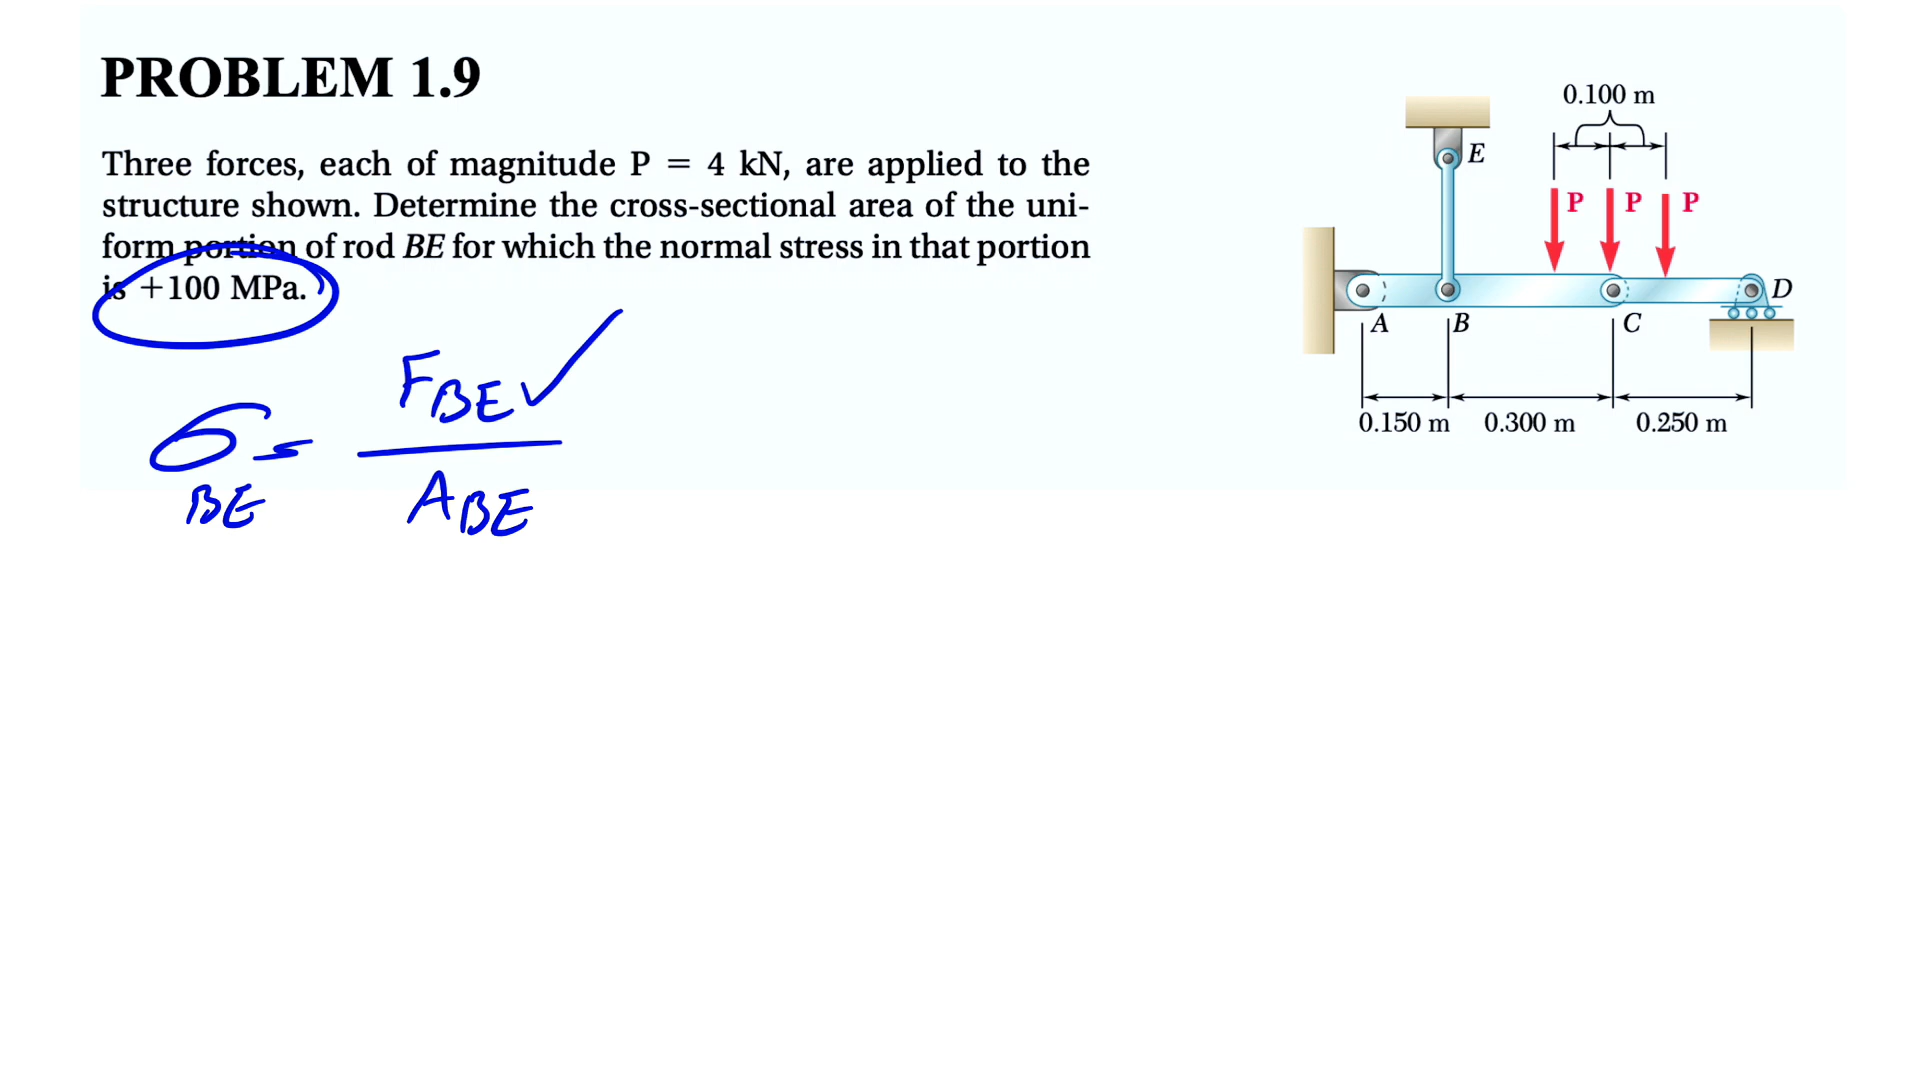 PROBLEM 1.9
Three forces, each of magnitude P = 4 kN, are applied to the
structure shown. Determine the cross-sectional area of the uni-
form portion of rod BE for which the normal stress in that portion
is +100 MPa.
σBE = FBE ✓
ABE
0.100 m
E
P P P
D
A B C
0.150 m 0.300 m 0.250 m